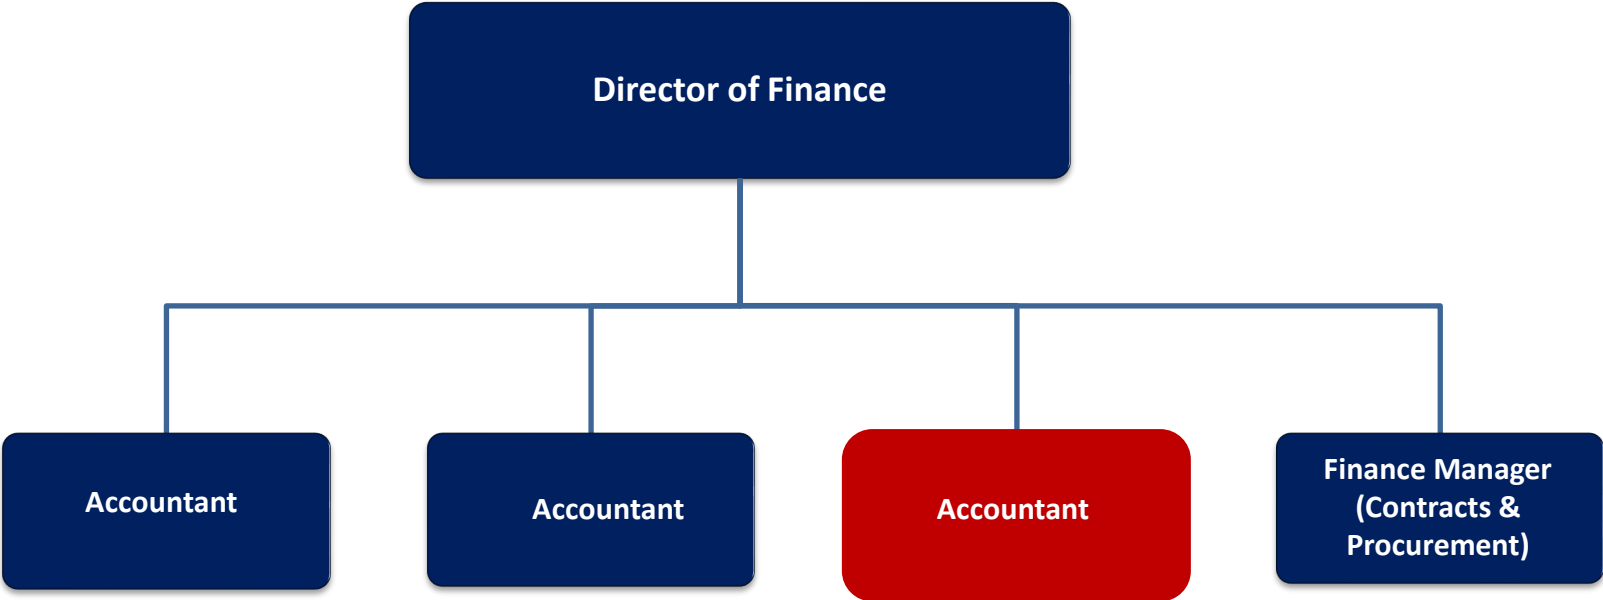 Director of Finance
Accountant
Accountant
Accountant
Finance Manager
(Contracts &
Procurement)